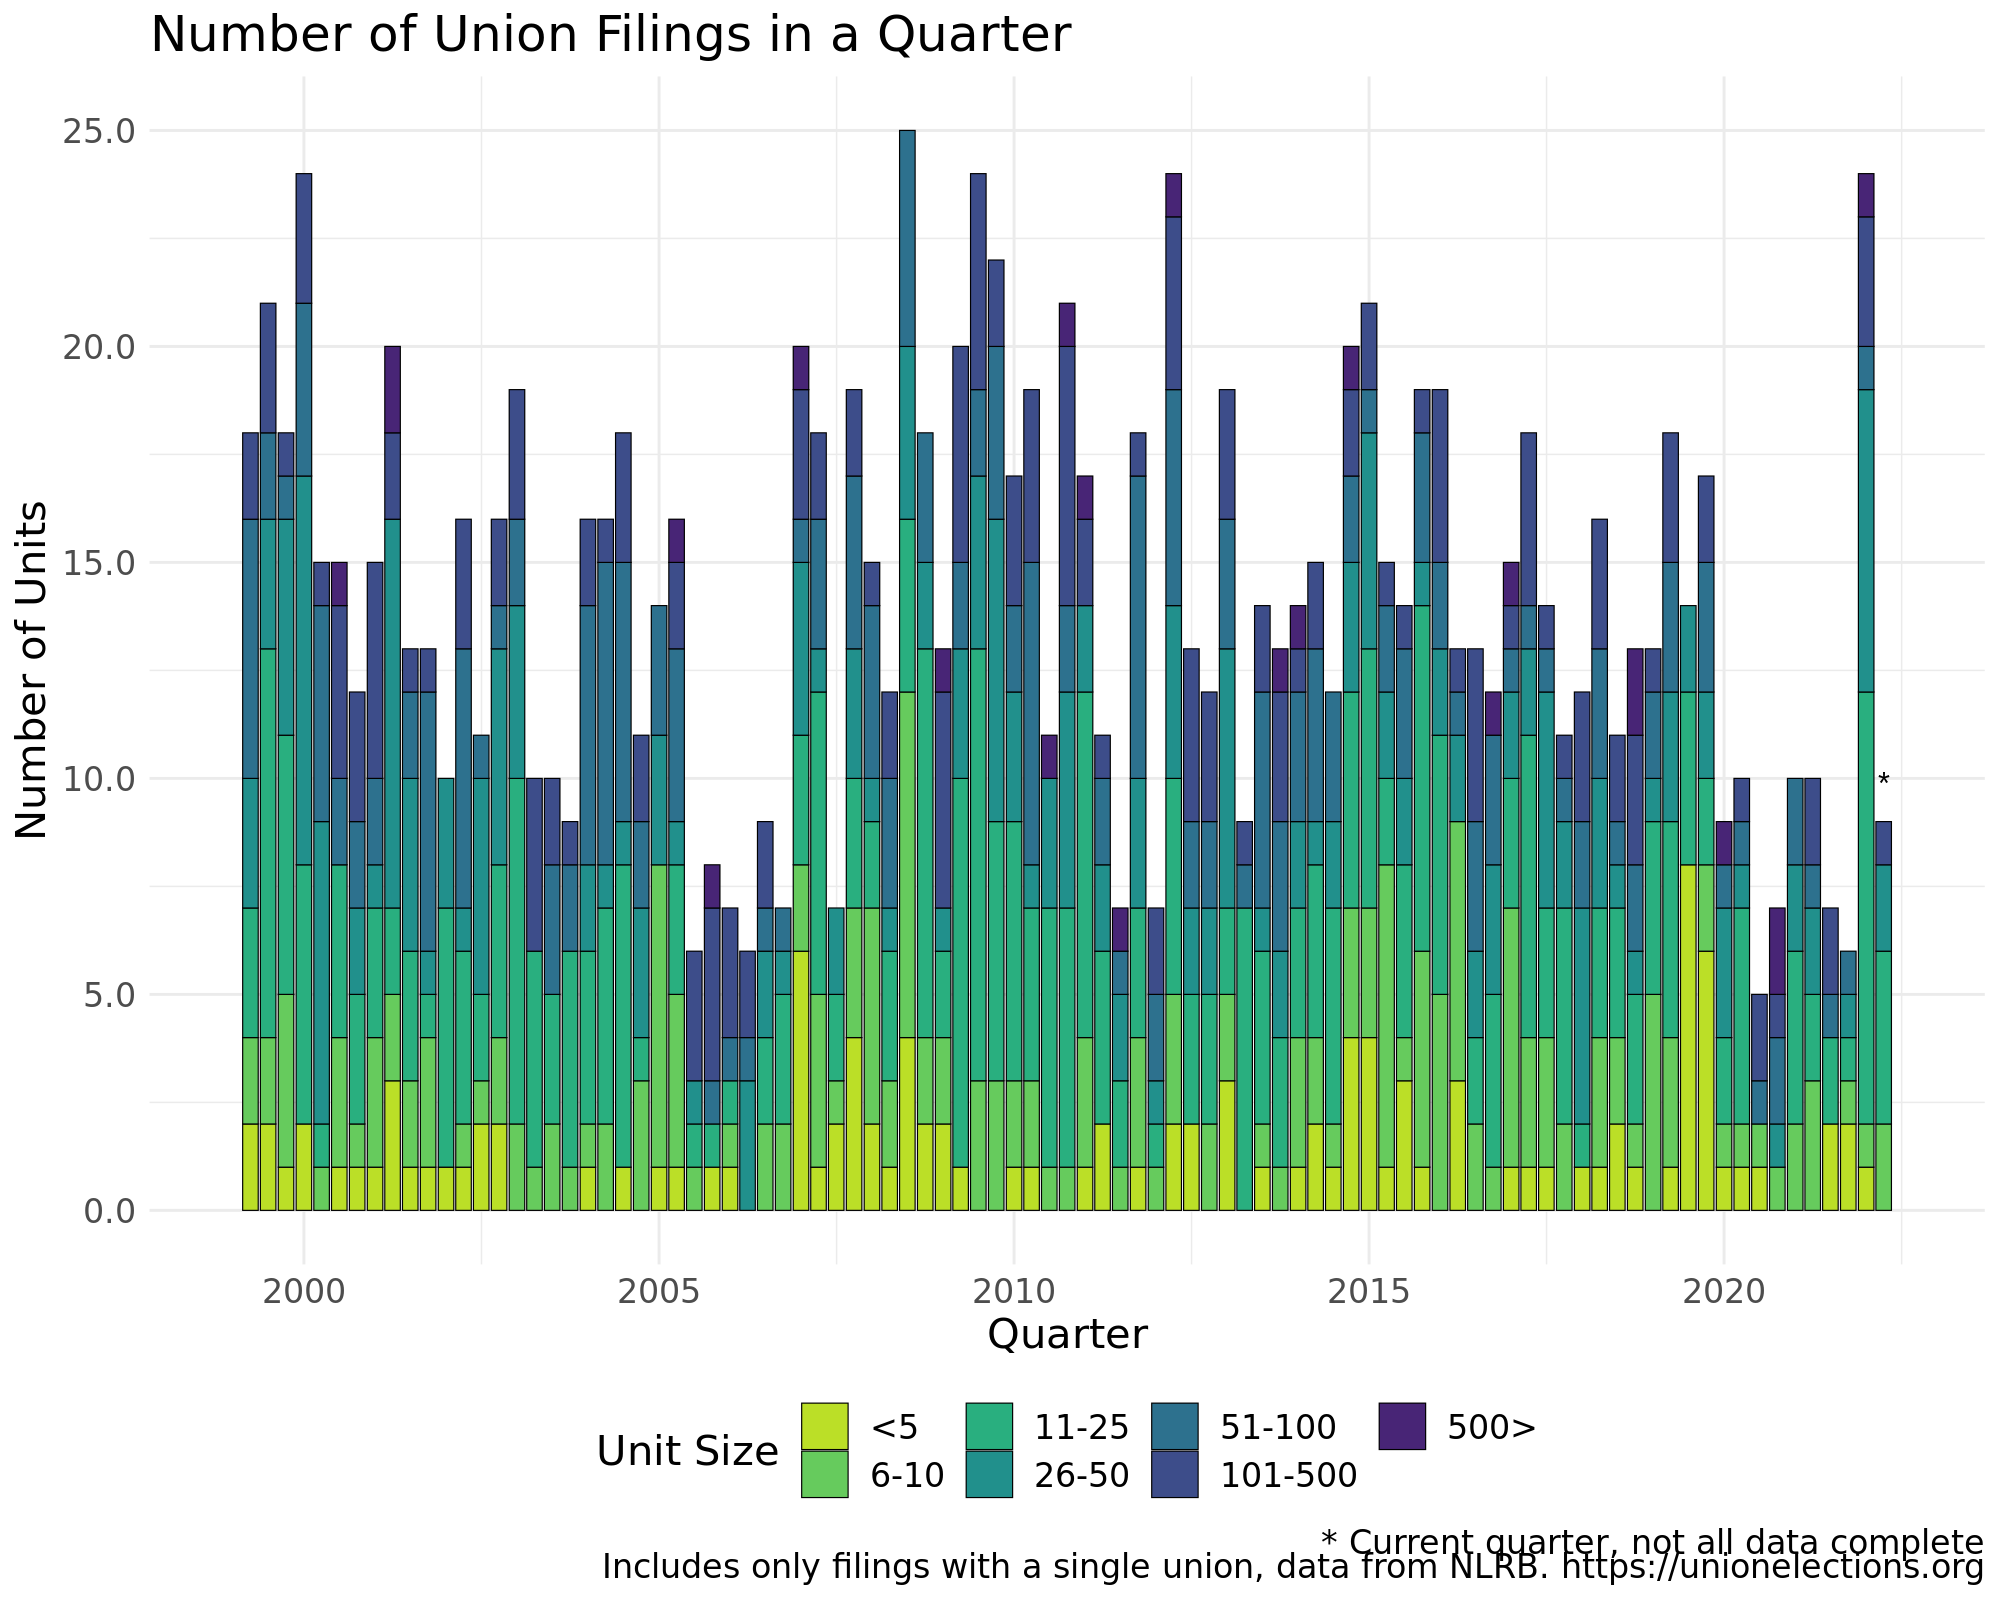 Number of Union Filings in a Quarter
25.0
20.0
15.0
10.0
5.0
0.0
Number of Units
*
2000 2005 2010 2015 2020
Quarter
Unit Size
<5 11-25 51-100 500>
6-10 26-50 101-500
* Current quarter, not all data complete
Includes only filings with a single union, data from NLRB. https://unionelections.org